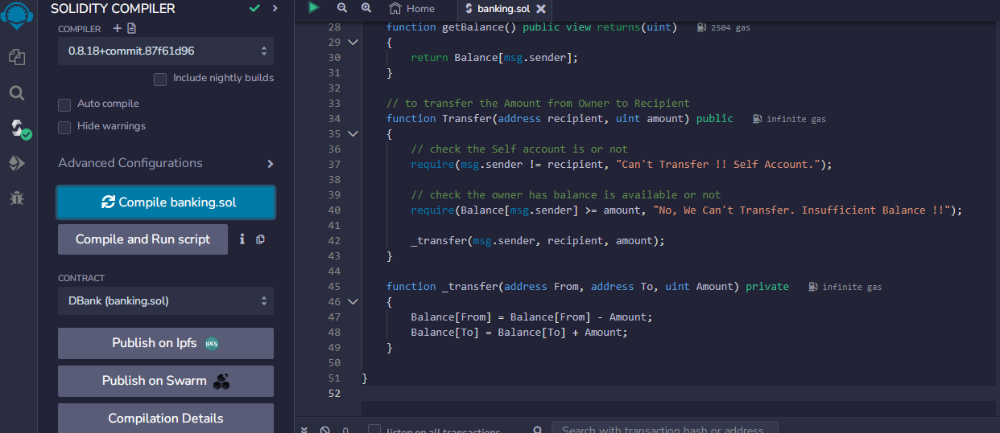 SOLIDITY COMPILER
COMPILER +
0.8.18+commit.87f61d96
Include nightly builds
Auto compile
Hide warnings
Advanced Configurations
Compile banking.sol
Compile and Run script i
CONTRACT
DBank (banking.sol)
Publish on Ipfs IPFS
Publish on Swarm
Compilation Details
Home banking.sol
28 function getBalance() public view returns(uint) 2504 gas
29 {
30 return Balance[msg.sender];
31 }
32
33 // to transfer the Amount from Owner to Recipient
34 function Transfer(address recipient, uint amount) public infinite gas
35 {
36 // check the Self account is or not
37 require(msg.sender != recipient, "Can't Transfer !! Self Account.");
38
39 // check the owner has balance is available or not
40 require(Balance[msg.sender] >= amount, "No, We Can't Transfer. Insufficient Balance !!");
41
42 _transfer(msg.sender, recipient, amount);
43 }
44
45 function _transfer(address From, address To, uint Amount) private infinite gas
46 {
47 Balance[From] = Balance[From] - Amount;
48 Balance[To] = Balance[To] + Amount;
49 }
50
51 }
52
0 listen on all transactions Search with transaction hash or address